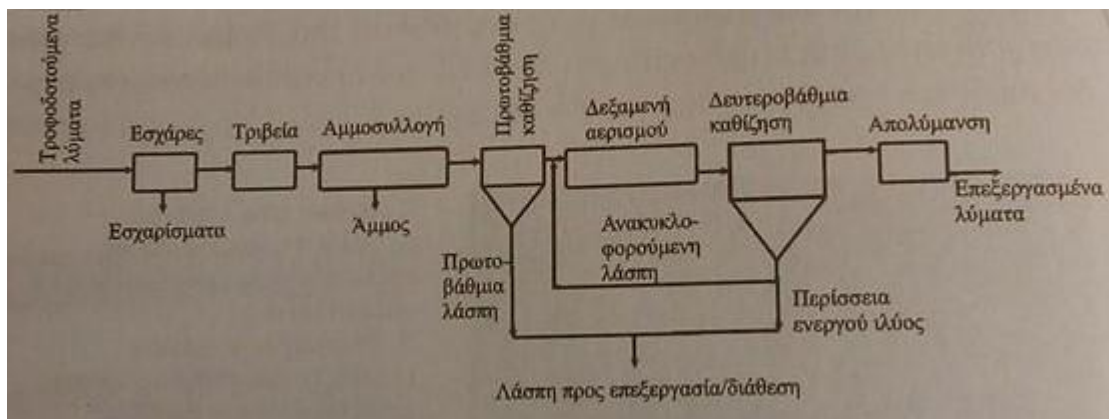 Τροφοδοτούμενα
λύματα
Εσχάρες
Τριβεία
Αμμοσυλλογή
Πρωτοβάθμια
καθίζηση
Δεξαμενή
αερισμού
Δευτεροβάθμια
καθίζηση
Απολύμανση
Επεξεργασμένα
λύματα
Εσχαρίσματα
Άμμος
Πρωτο-
βάθμια
λάσπη
Ανακυκλο-
φορούμενη
λάσπη
Περίσσεια
ενεργού ιλύος
Λάσπη προς επεξεργασία/διάθεση